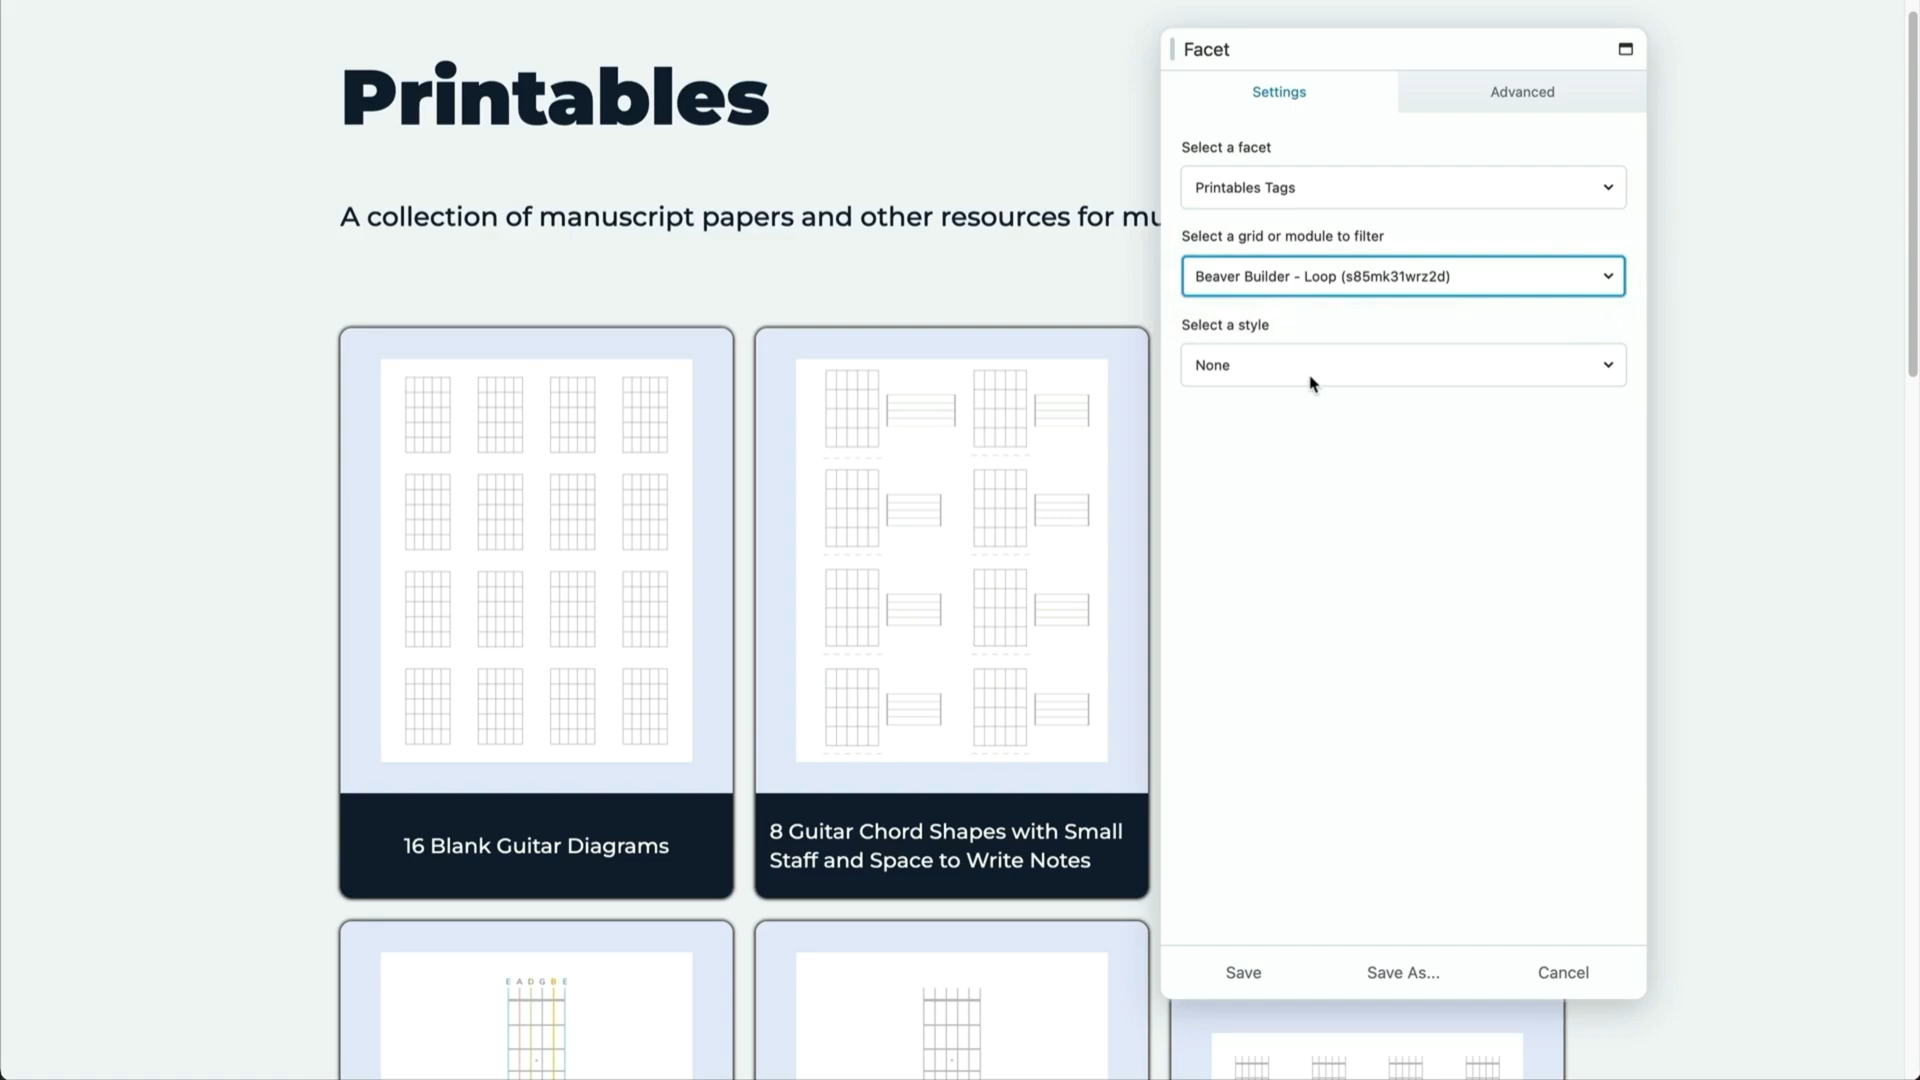 Printables
A collection of manuscript papers and other resources for mu
16 Blank Guitar Diagrams
8 Guitar Chord Shapes with Small
Staff and Space to Write Notes
E A D G B E
Facet
Settings
Advanced
Select a facet
Printables Tags
Select a grid or module to filter
Beaver Builder - Loop (s85mk31wrz2d)
Select a style
None
Save
Save As...
Cancel